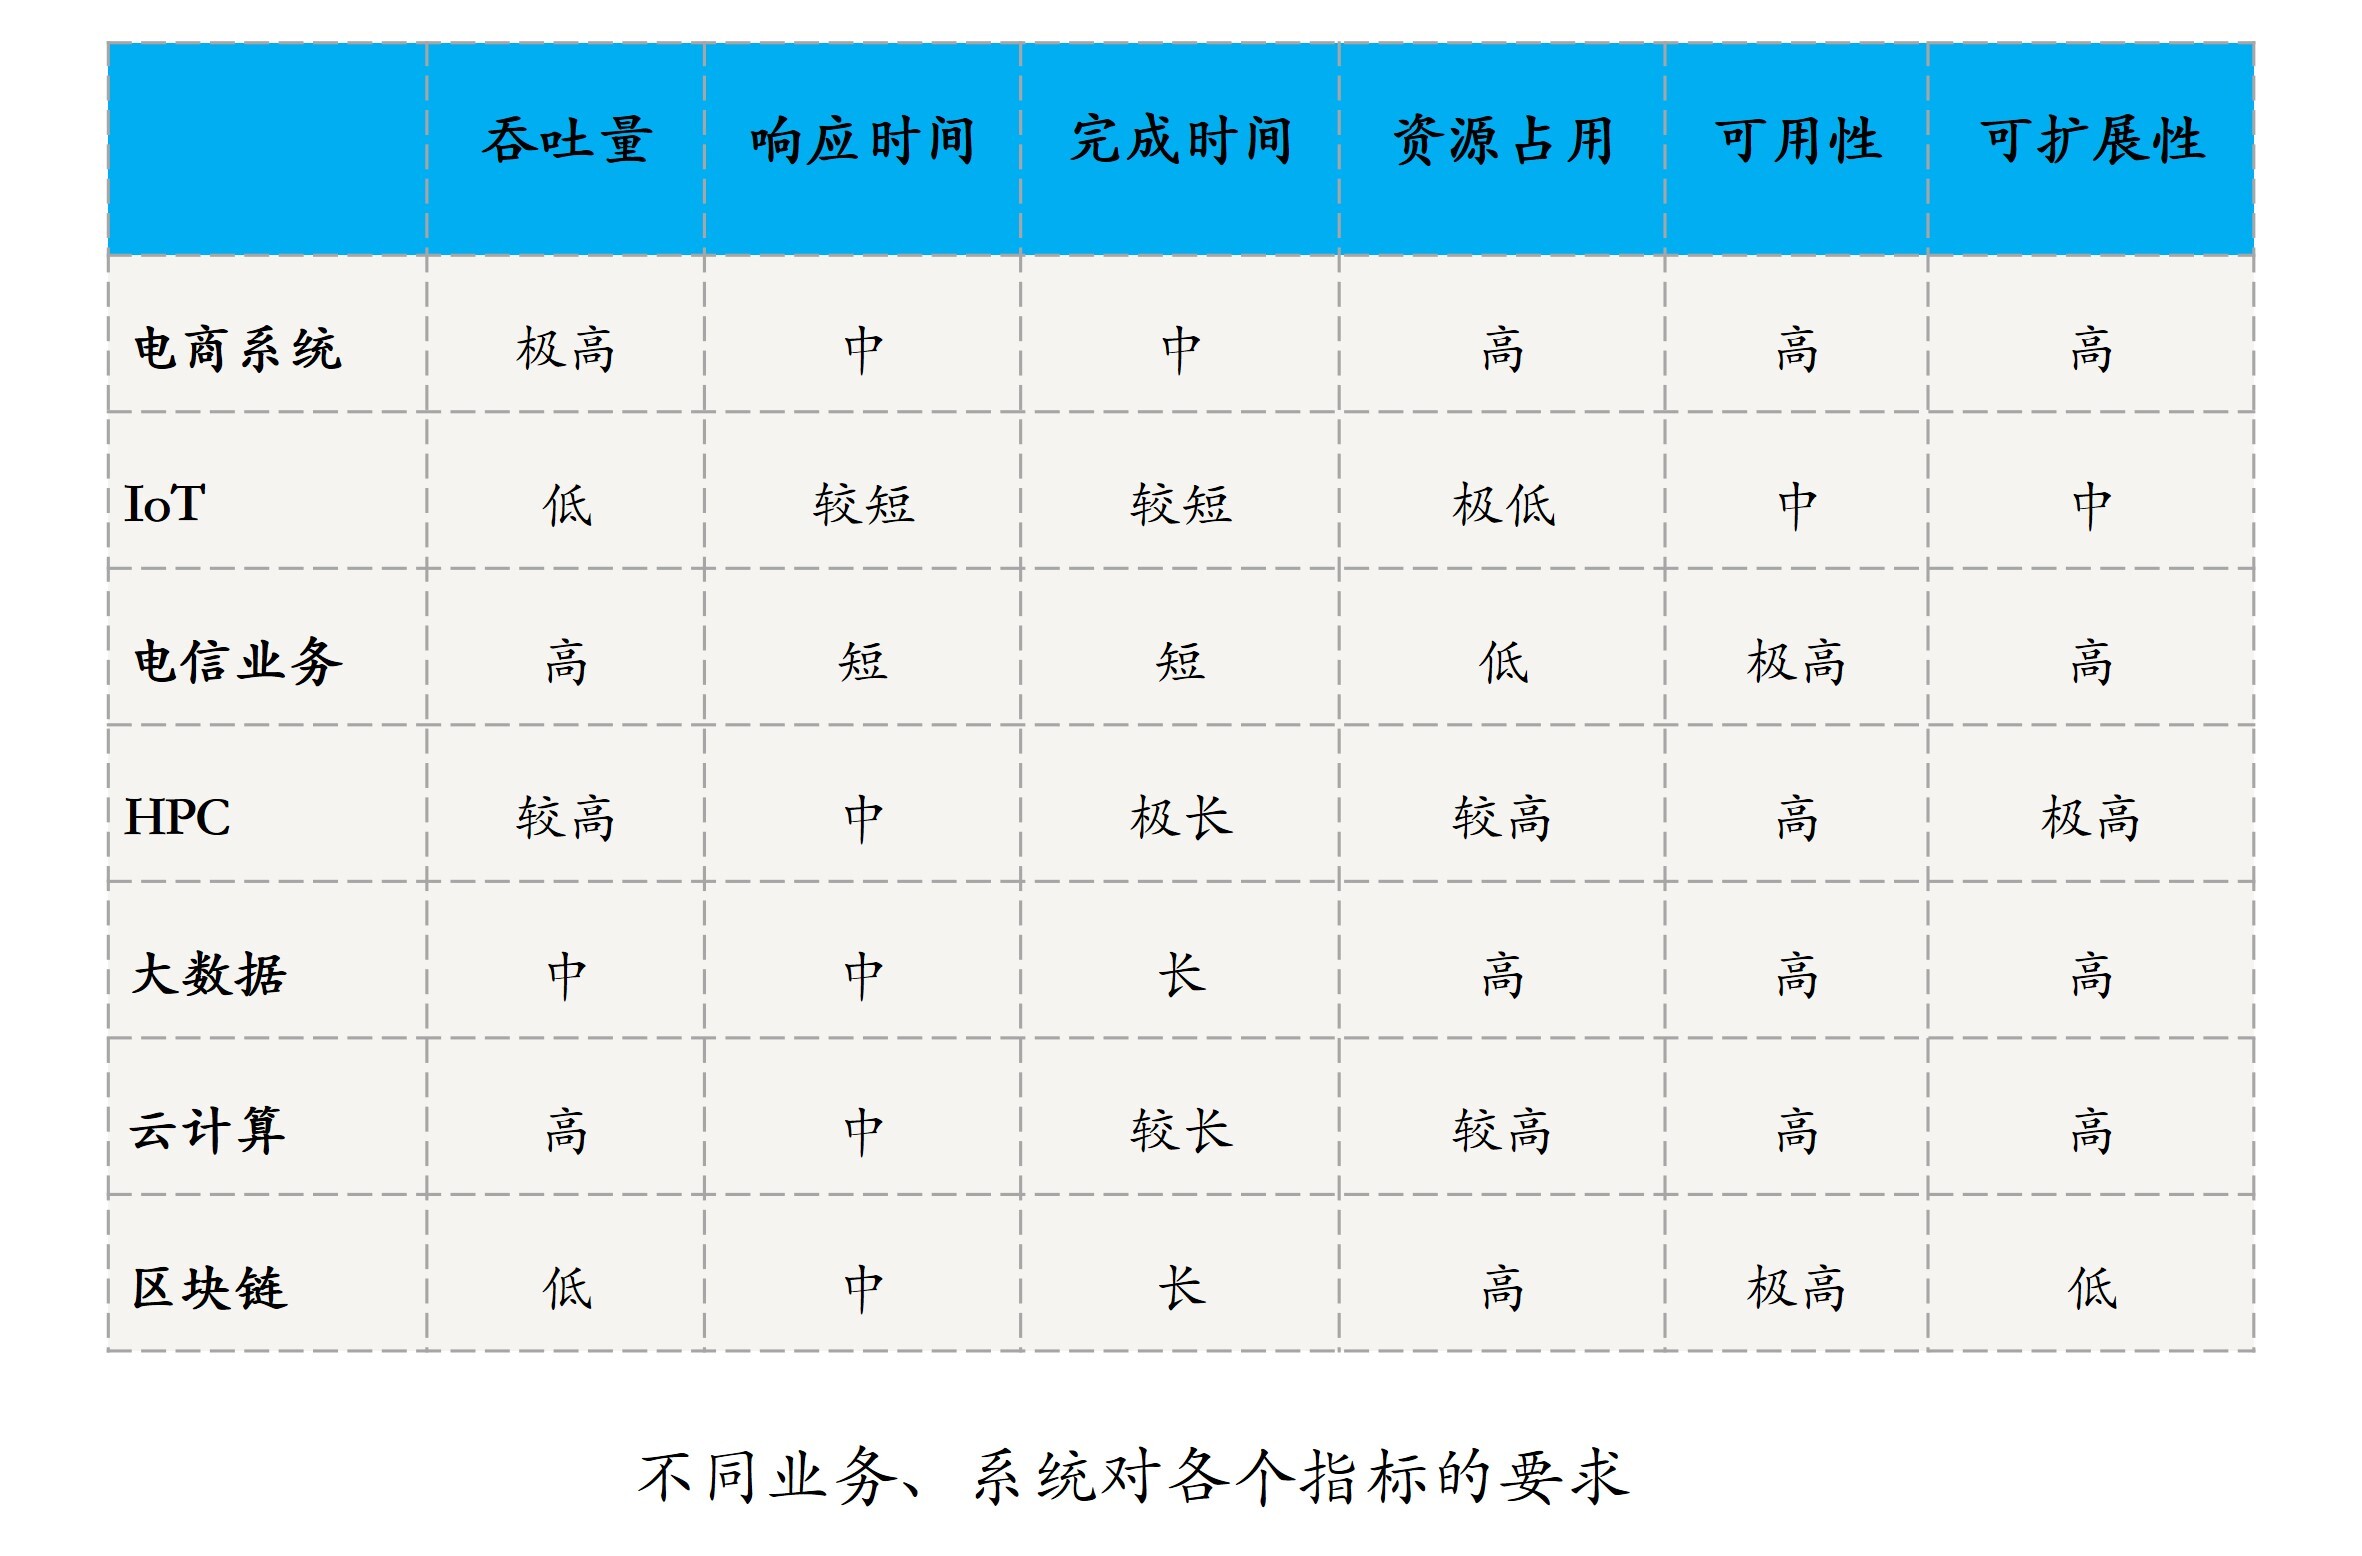 吞吐量 响应时间 完成时间 资源占用 可用性 可扩展性
电商系统 极高 中 中 高 高 高
IoT 低 较短 较短 极低 中 中
电信业务 高 短 短 低 极高 高
HPC 较高 中 极长 较高 高 极高
大数据 中 中 长 高 高 高
云计算 高 中 较长 较高 高 高
区块链 低 中 长 高 极高 低
不同业务、系统对各个指标的要求